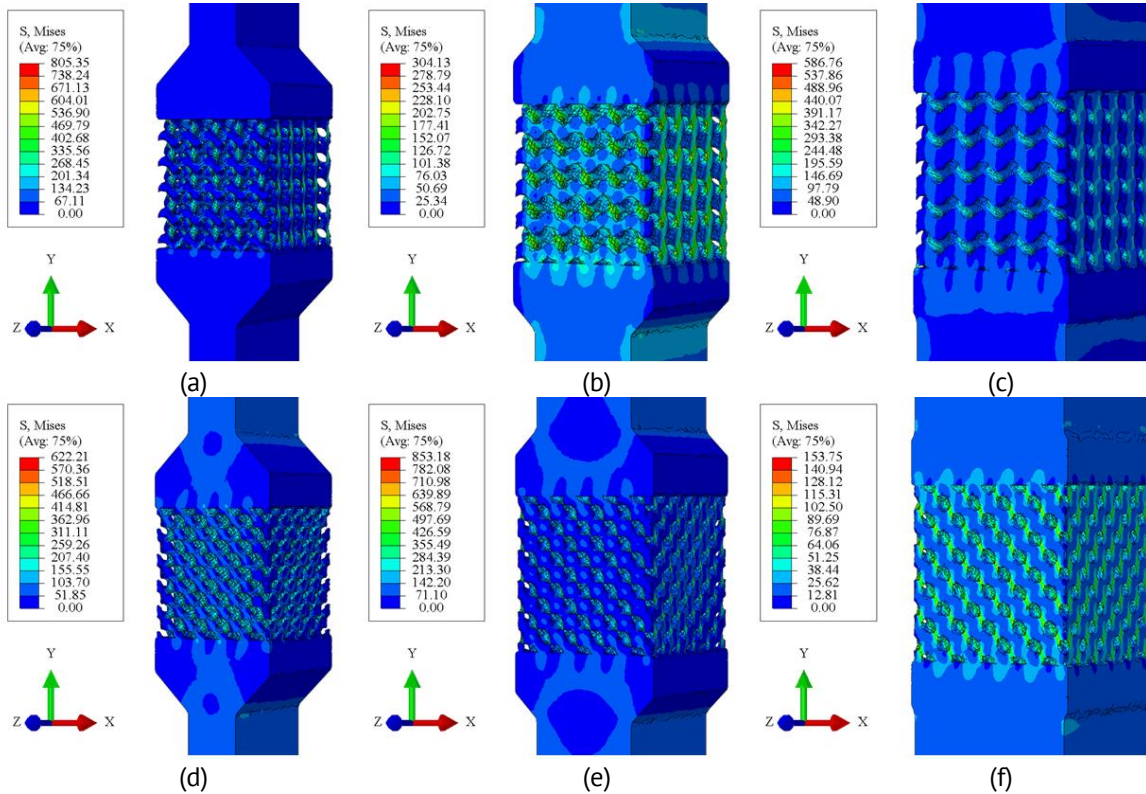 S, Mises
(Avg: 75%)
805.35
738.24
671.13
604.01
536.90
469.79
402.68
335.56
268.45
201.34
134.23
67.11
0.00
Y
Z X
(a)
S, Mises
(Avg: 75%)
304.13
278.79
253.44
228.10
202.75
177.41
152.07
126.72
101.38
76.03
50.69
25.34
0.00
Y
Z X
(b)
S, Mises
(Avg: 75%)
586.76
537.86
488.96
440.07
391.17
342.27
293.38
244.48
195.59
146.69
97.79
48.90
0.00
Y
Z X
(c)
S, Mises
(Avg: 75%)
622.21
570.36
518.51
466.66
414.81
362.96
311.11
259.26
207.40
155.55
103.70
51.85
0.00
Y
Z X
(d)
S, Mises
(Avg: 75%)
853.18
782.08
710.98
639.89
568.79
497.69
426.59
355.49
284.39
213.30
142.20
71.10
0.00
Y
Z X
(e)
S, Mises
(Avg: 75%)
153.75
140.94
128.12
115.31
102.50
89.69
76.87
64.06
51.25
38.44
25.62
12.81
0.00
Y
Z X
(f)